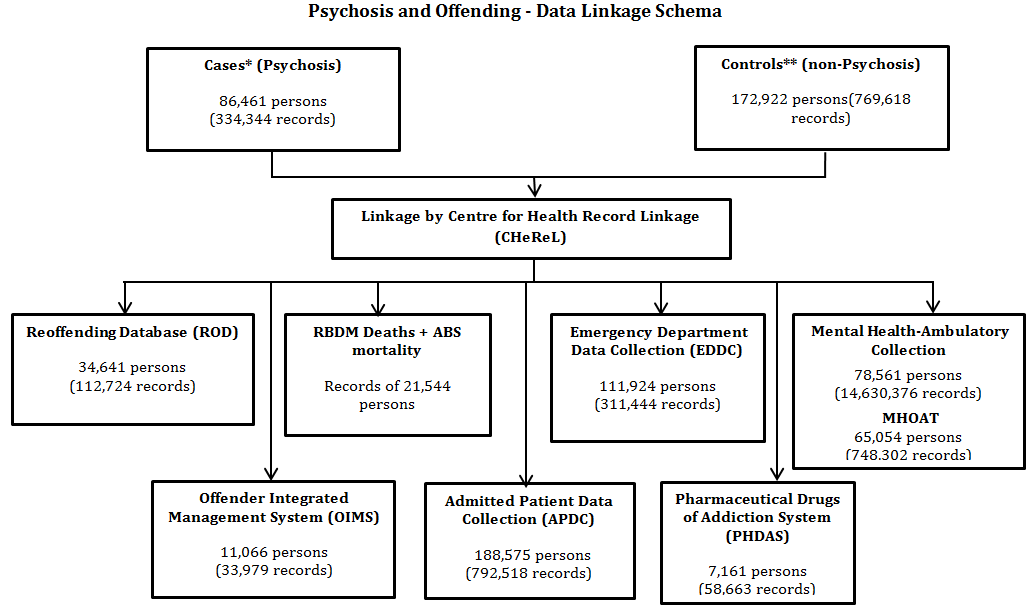 Psychosis and Offending - Data Linkage Schema
Cases* (Psychosis)
86,461 persons
(334,344 records)
Controls** (non-Psychosis)
172,922 persons(769,618
records)
Linkage by Centre for Health Record Linkage
(CHeReL)
Reoffending Database (ROD)
34,641 persons
(112,724 records)
RBDM Deaths + ABS
mortality
Records of 21,544
persons
Emergency Department
Data Collection (EDDC)
111,924 persons
(311,444 records)
Mental Health-Ambulatory
Collection
78,561 persons
(14,630,376 records)
MHOAT
65,054 persons
(748.302 records)
Offender Integrated
Management System (OIMS)
11,066 persons
(33,979 records)
Admitted Patient Data
Collection (APDC)
188,575 persons
(792,518 records)
Pharmaceutical Drugs
of Addiction System
(PHDAS)
7,161 persons
(58,663 records)